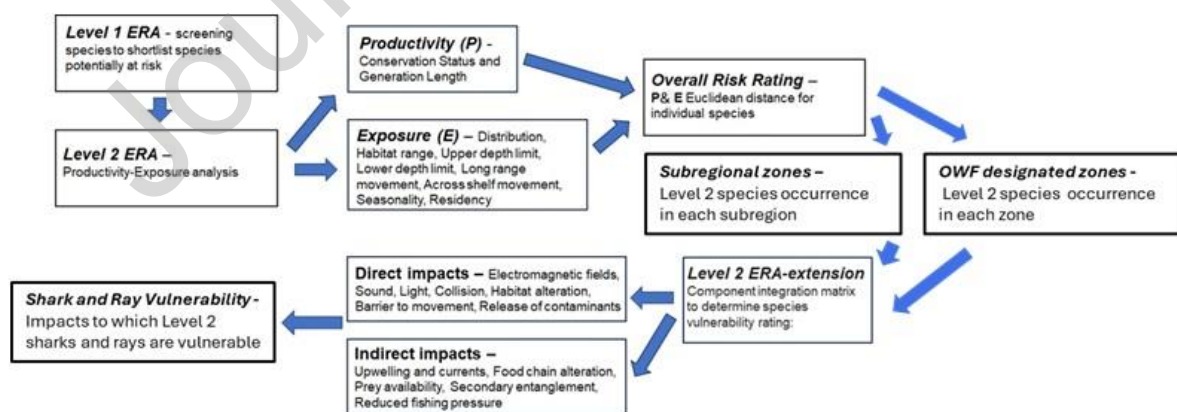 Jour
Level 1 ERA - screening
species to shortlist species
potentially at risk
Level 2 ERA –
Productivity-Exposure analysis
Productivity (P) -
Conservation Status and
Generation Length
Exposure (E) – Distribution,
Habitat range, Upper depth limit,
Lower depth limit, Long range
movement, Across shelf movement,
Seasonality, Residency
Overall Risk Rating –
P& E Euclidean distance for
individual species
Subregional zones –
Level 2 species occurrence
in each subregion
OWF designated zones -
Level 2 species occurrence
in each zone
Level 2 ERA-extension
Component integration matrix
to determine species
vulnerability rating:
Direct impacts – Electromagnetic fields,
Sound, Light, Collision, Habitat alteration,
Barrier to movement, Release of contaminants
Indirect impacts –
Upwelling and currents, Food chain alteration,
Prey availability, Secondary entanglement,
Reduced fishing pressure
Shark and Ray Vulnerability -
Impacts to which Level 2
sharks and rays are vulnerable